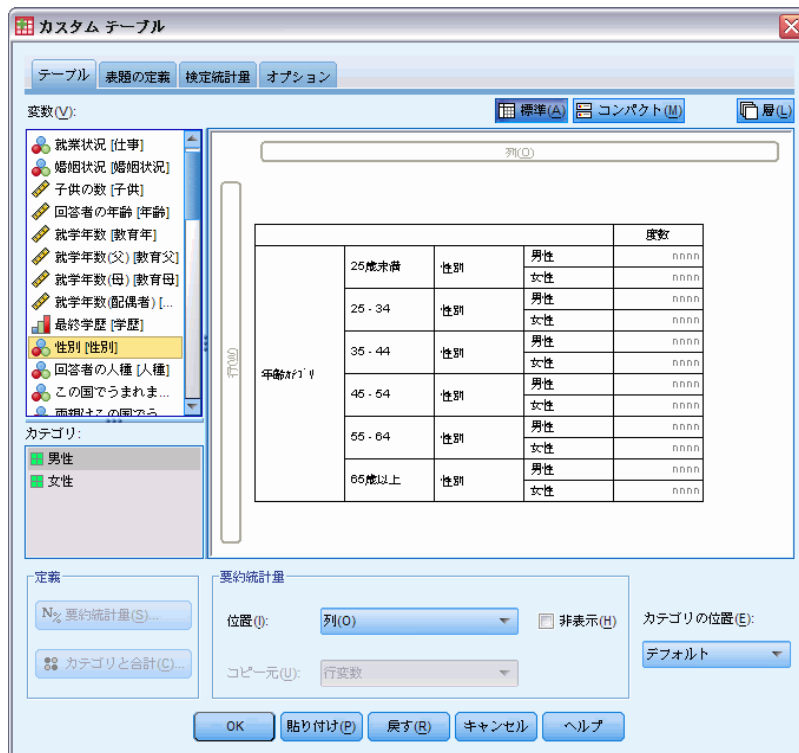 カスタム テーブル
テーブル 表題の定義 検定統計量 オプション
変数(V):
標準(A) コンパクト(M) 層(L)
就業状況 [仕事]
婚姻状況 [婚姻状況]
子供の数 [子供]
回答者の年齢 [年齢]
就学年数 [教育年]
就学年数(父) [教育父]
就学年数(母) [教育母]
就学年数(配偶者) [...
最終学歴 [学歴]
性別 [性別]
回答者の人種 [人種]
この国でうまれま...
両親はこの国でう...
カテゴリ:
男性
女性
列(O)
行(W)
度数
年齢カテゴリ
25歳未満 性別 男性 nnnn
女性 nnnn
25 - 34 性別 男性 nnnn
女性 nnnn
35 - 44 性別 男性 nnnn
女性 nnnn
45 - 54 性別 男性 nnnn
女性 nnnn
55 - 64 性別 男性 nnnn
女性 nnnn
65歳以上 性別 男性 nnnn
女性 nnnn
定義
N% 要約統計量(S)...
カテゴリと合計(C)...
要約統計量
位置(I): 列(O) 非表示(H)
コピー元(U): 行変数
カテゴリの位置(E):
デフォルト
OK 貼り付け(P) 戻す(R) キャンセル ヘルプ